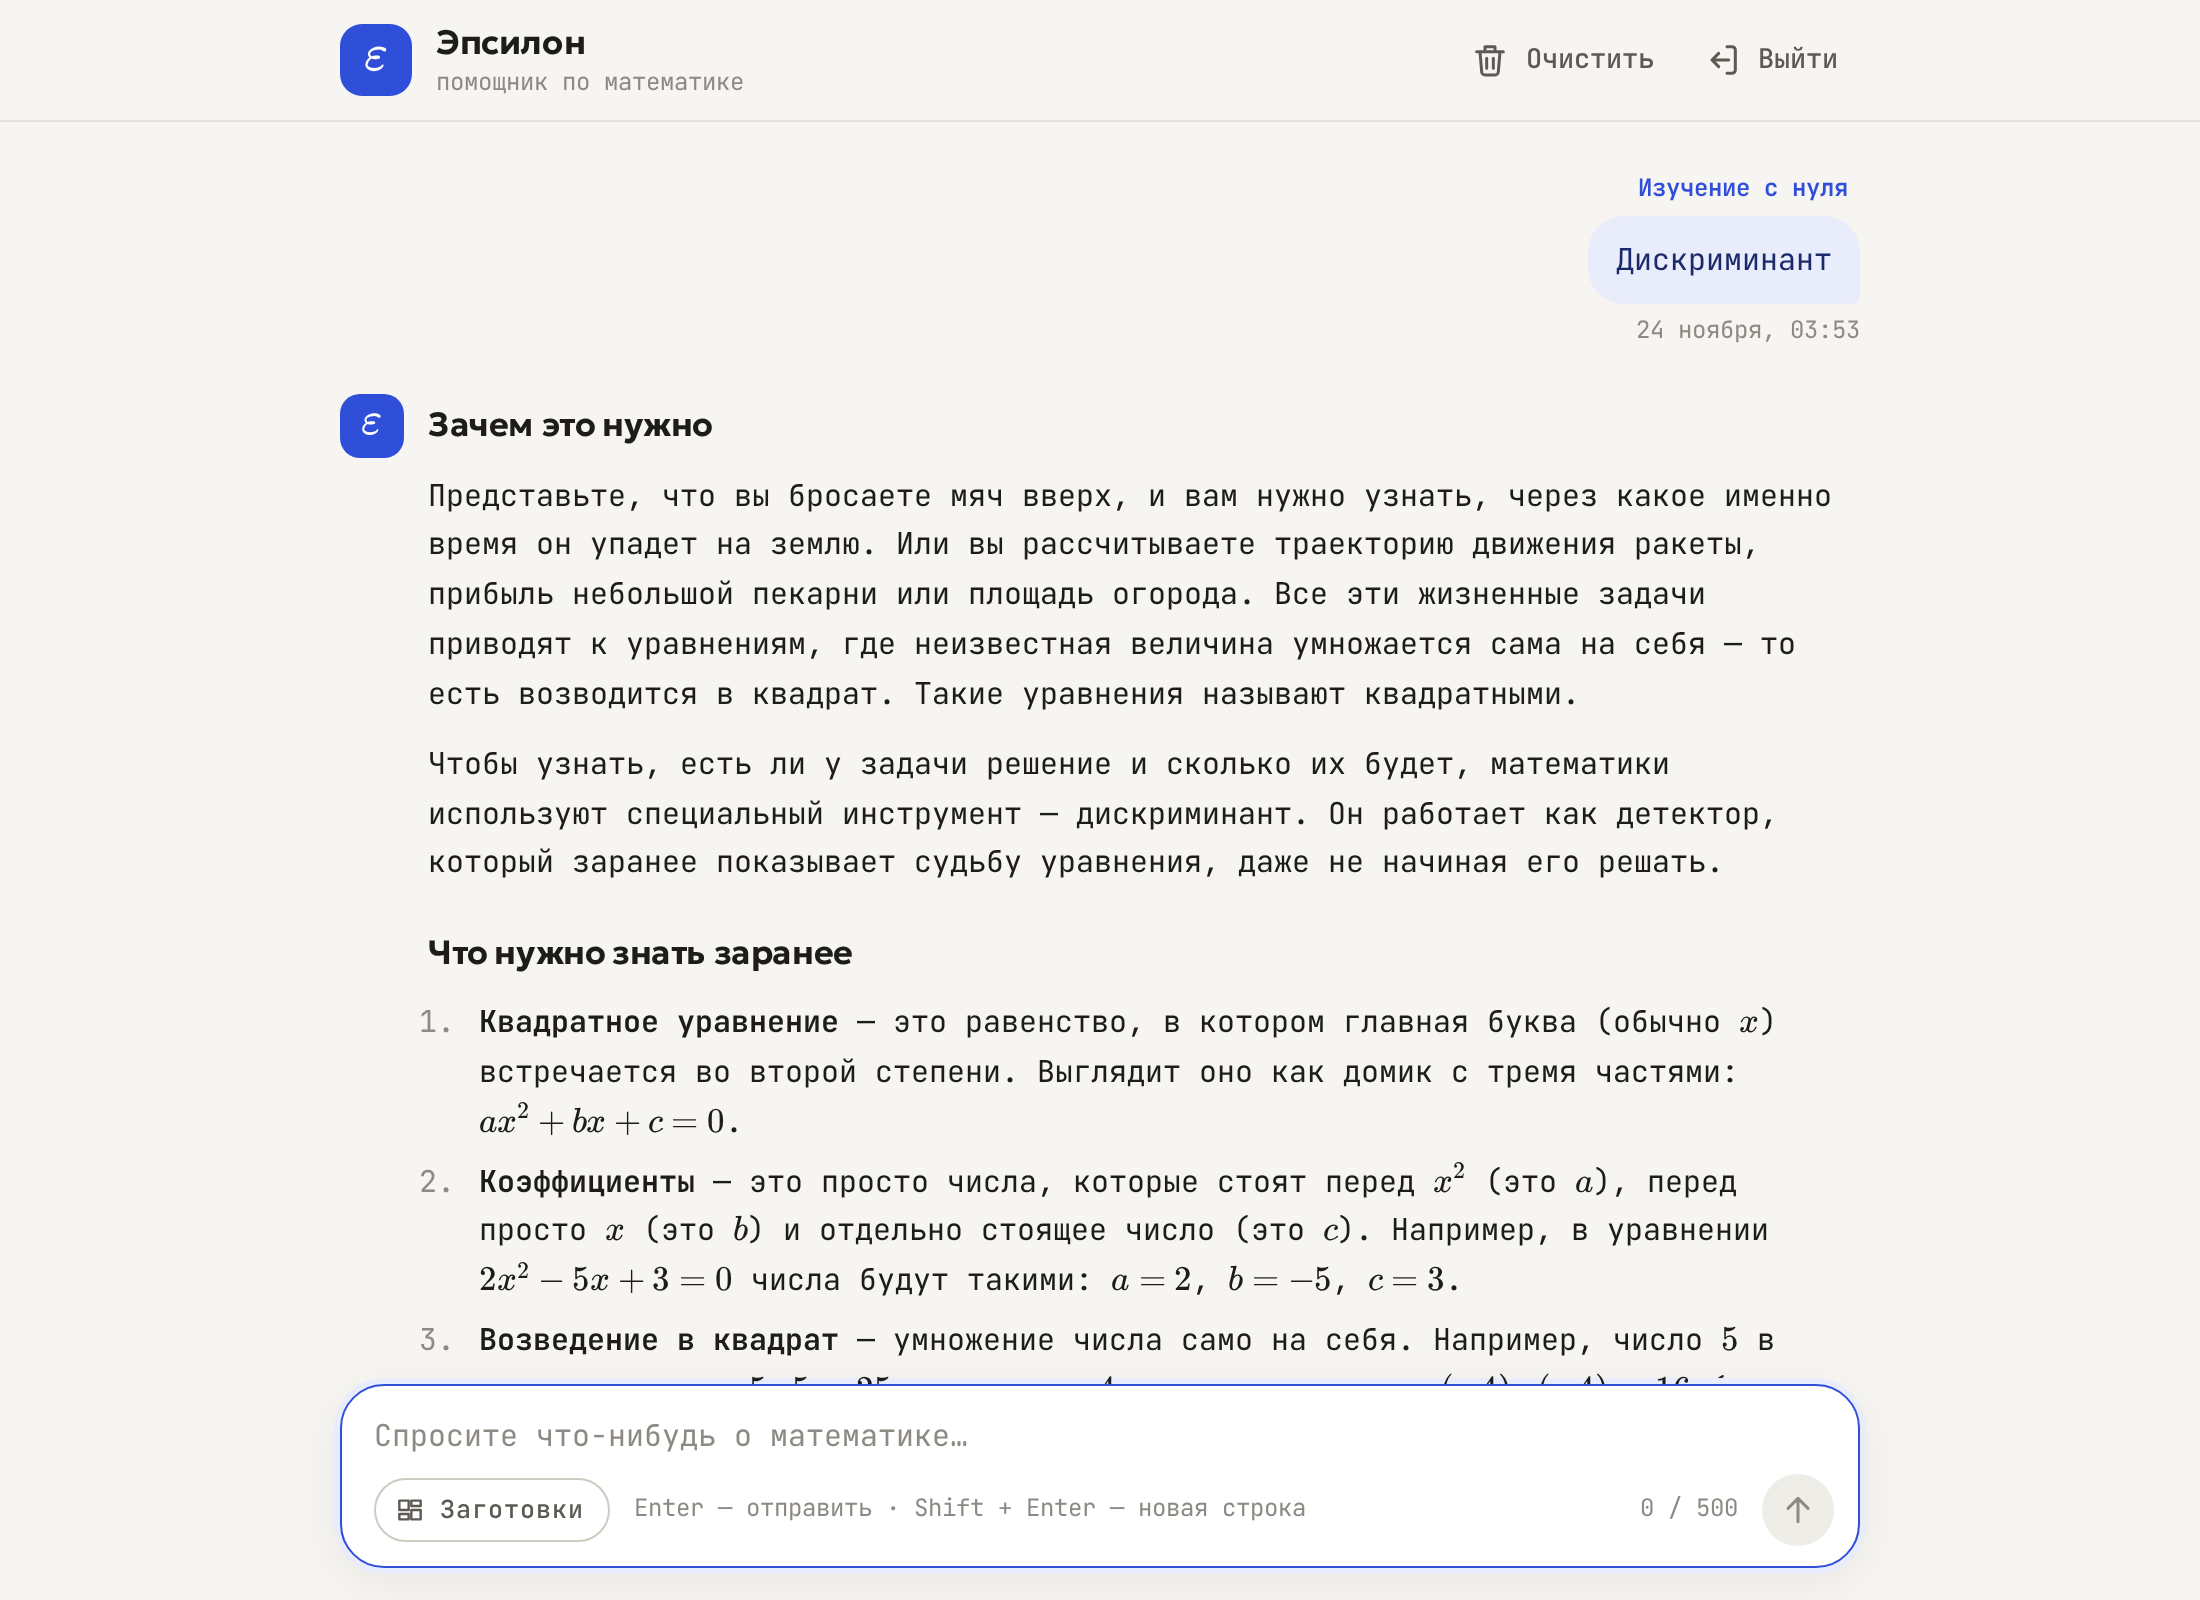 ε Эпсилон
помощник по математике
Очистить Выйти
Изучение с нуля
Дискриминант
24 ноября, 03:53
ε Зачем это нужно
Представьте, что вы бросаете мяч вверх, и вам нужно узнать, через какое именно
время он упадет на землю. Или вы рассчитываете траекторию движения ракеты,
прибыль небольшой пекарни или площадь огорода. Все эти жизненные задачи
приводят к уравнениям, где неизвестная величина умножается сама на себя — то
есть возводится в квадрат. Такие уравнения называют квадратными.
Чтобы узнать, есть ли у задачи решение и сколько их будет, математики
используют специальный инструмент — дискриминант. Он работает как детектор,
который заранее показывает судьбу уравнения, даже не начиная его решать.
Что нужно знать заранее
1. Квадратное уравнение — это равенство, в котором главная буква (обычно x)
встречается во второй степени. Выглядит оно как домик с тремя частями:
ax² + bx + c = 0.
2. Коэффициенты — это просто числа, которые стоят перед x² (это a), перед
просто x (это b) и отдельно стоящее число (это c). Например, в уравнении
2x² − 5x + 3 = 0 числа будут такими: a = 2, b = −5, c = 3.
3. Возведение в квадрат — умножение числа само на себя. Например, число 5 в
Спросите что-нибудь о математике…
Заготовки Enter — отправить · Shift + Enter — новая строка 0 / 500